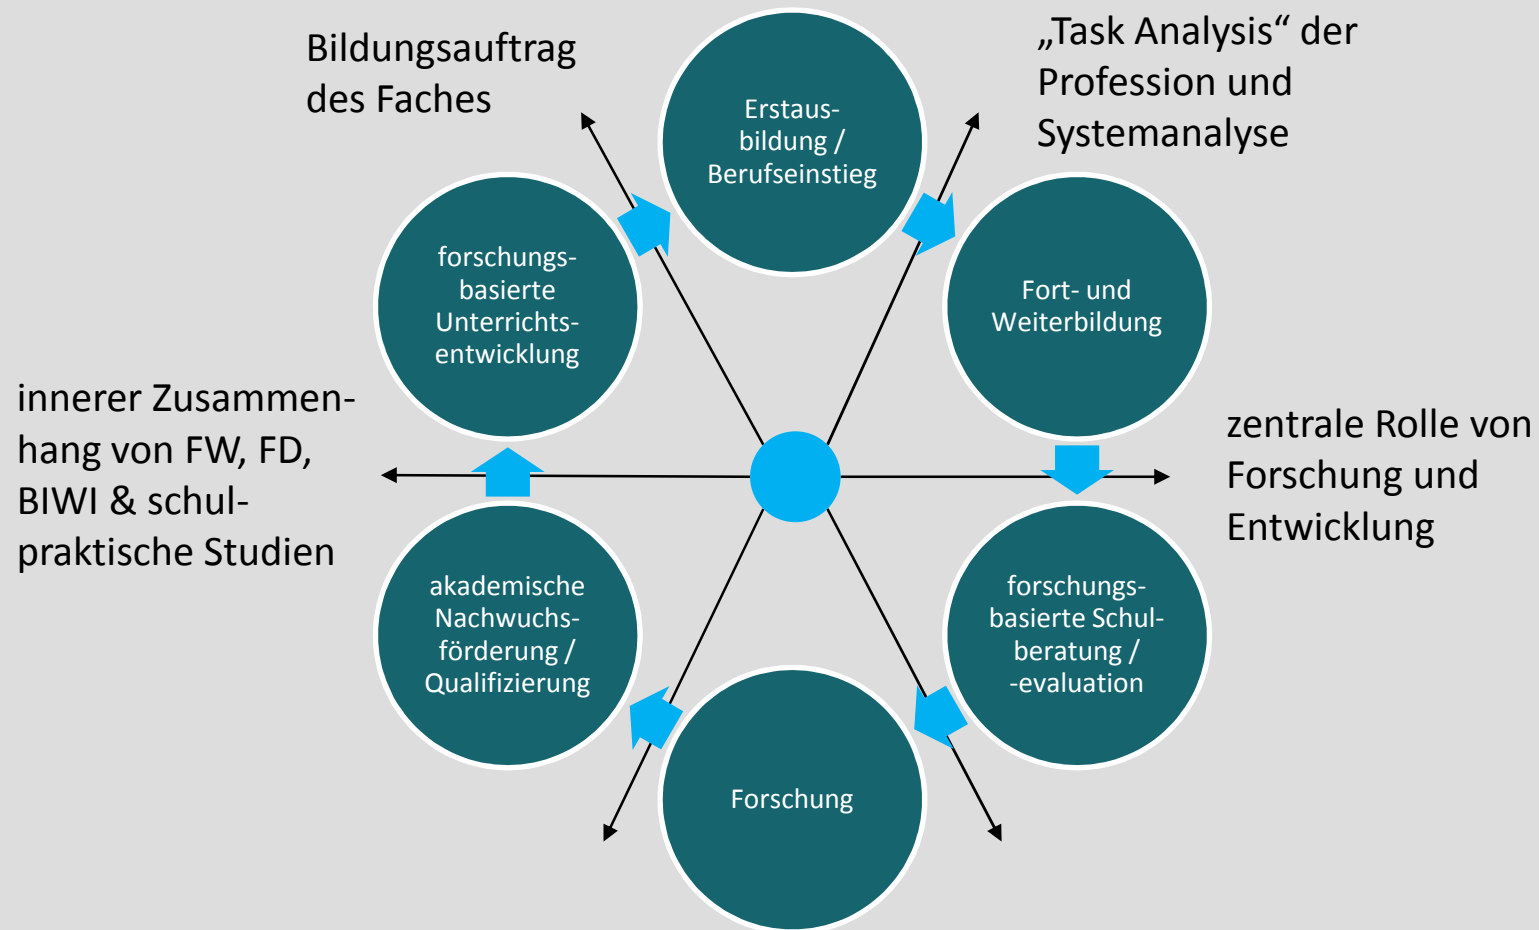 Bildungsauftrag
des Faches
„Task Analysis“ der
Profession und
Systemanalyse
Erstaus-
bildung /
Berufseinstieg
forschungs-
basierte
Unterrichts-
entwicklung
Fort- und
Weiterbildung
innerer Zusammen-
hang von FW, FD,
BIWI & schul-
praktische Studien
zentrale Rolle von
Forschung und
Entwicklung
akademische
Nachwuchs-
förderung /
Qualifizierung
forschungs-
basierte Schul-
beratung /
-evaluation
Forschung